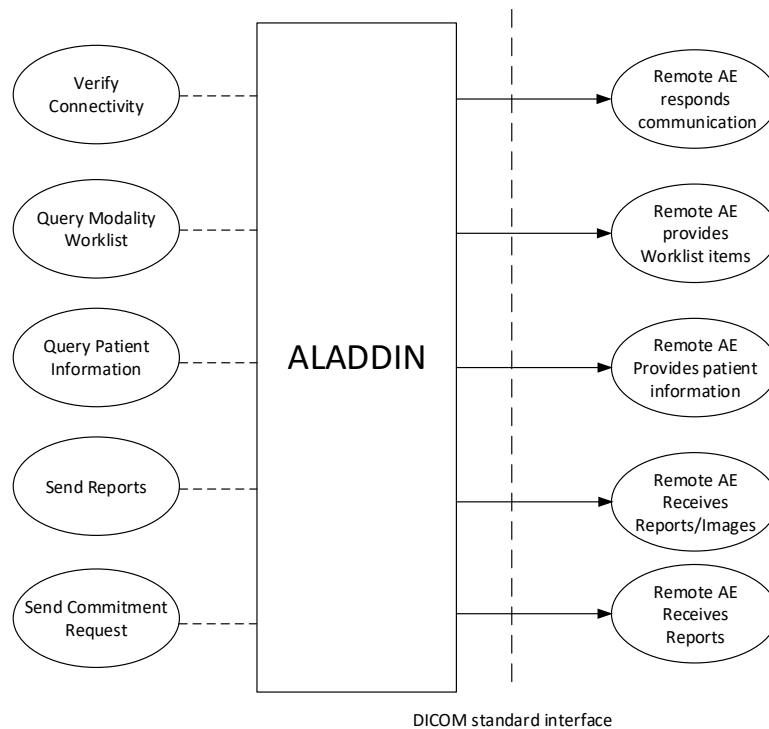 Verify
Connectivity
Query Modality
Worklist
Query Patient
Information
Send Reports
Send Commitment
Request
ALADDIN
Remote AE
responds
communication
Remote AE
provides
Worklist items
Remote AE
Provides patient
information
Remote AE
Receives
Reports/Images
Remote AE
Receives
Reports
DICOM standard interface